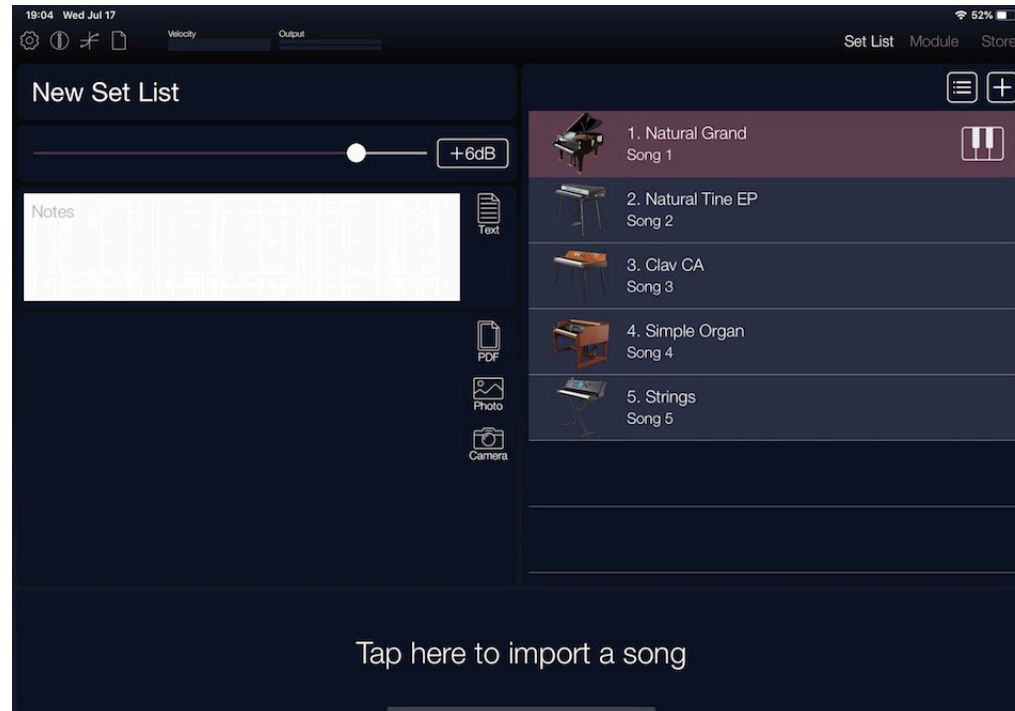 19:04 Wed Jul 17
52%
Velocity
Output
Set List Module Store
New Set List
+6dB
Notes
Text
PDF
Photo
Camera
1. Natural Grand
Song 1
2. Natural Tine EP
Song 2
3. Clav CA
Song 3
4. Simple Organ
Song 4
5. Strings
Song 5
Tap here to import a song